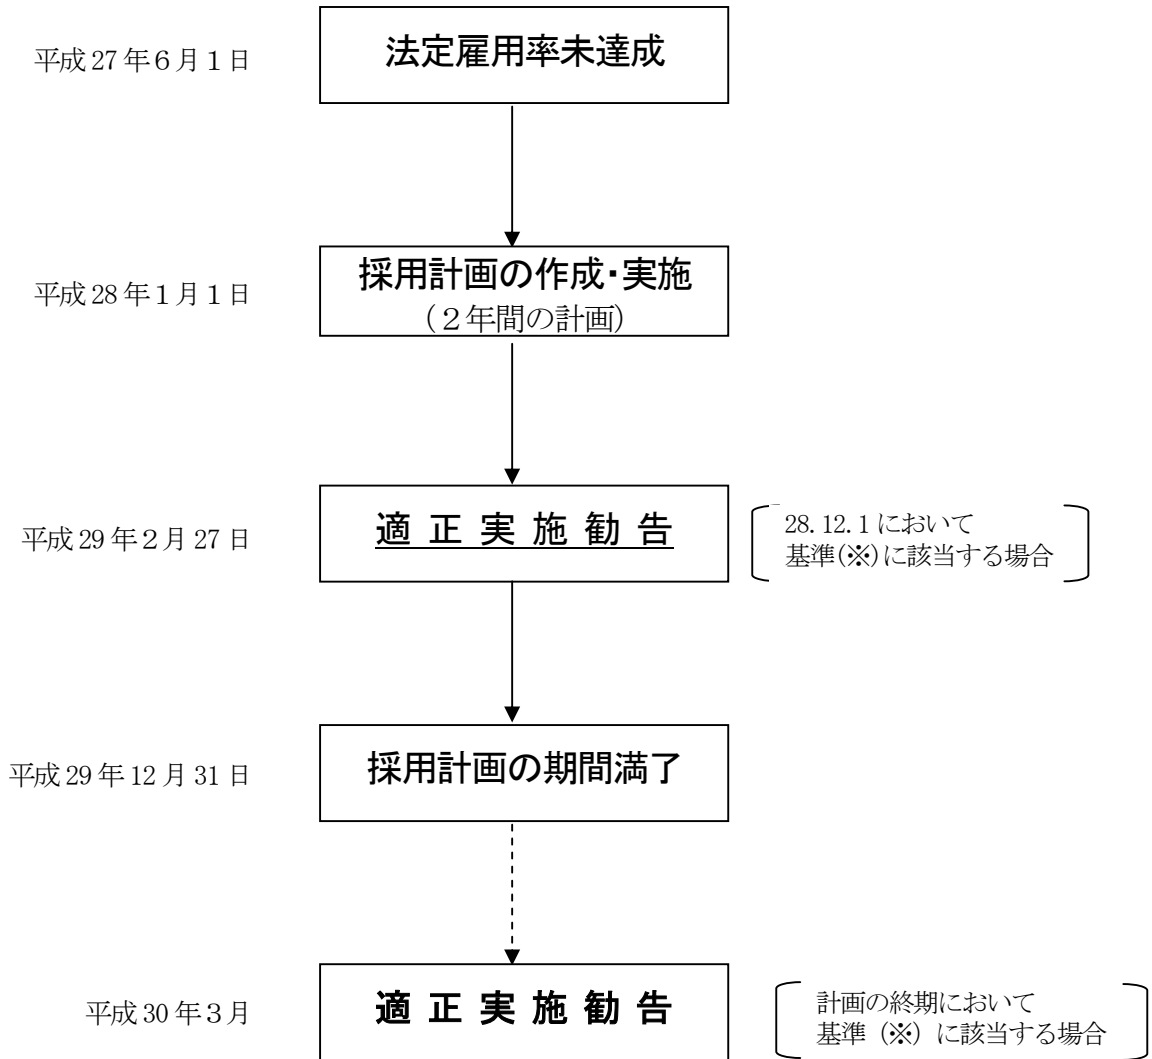 平成27年6月1日
法定雇用率未達成
平成28年1月1日
採用計画の作成・実施
（２年間の計画）
平成29年2月27日
適 正 実 施 勧 告
28.12.1において
基準(※)に該当する場合
平成29年12月31日
採用計画の期間満了
平成30年3月
適 正 実 施 勧 告
計画の終期において
基準（※）に該当する場合